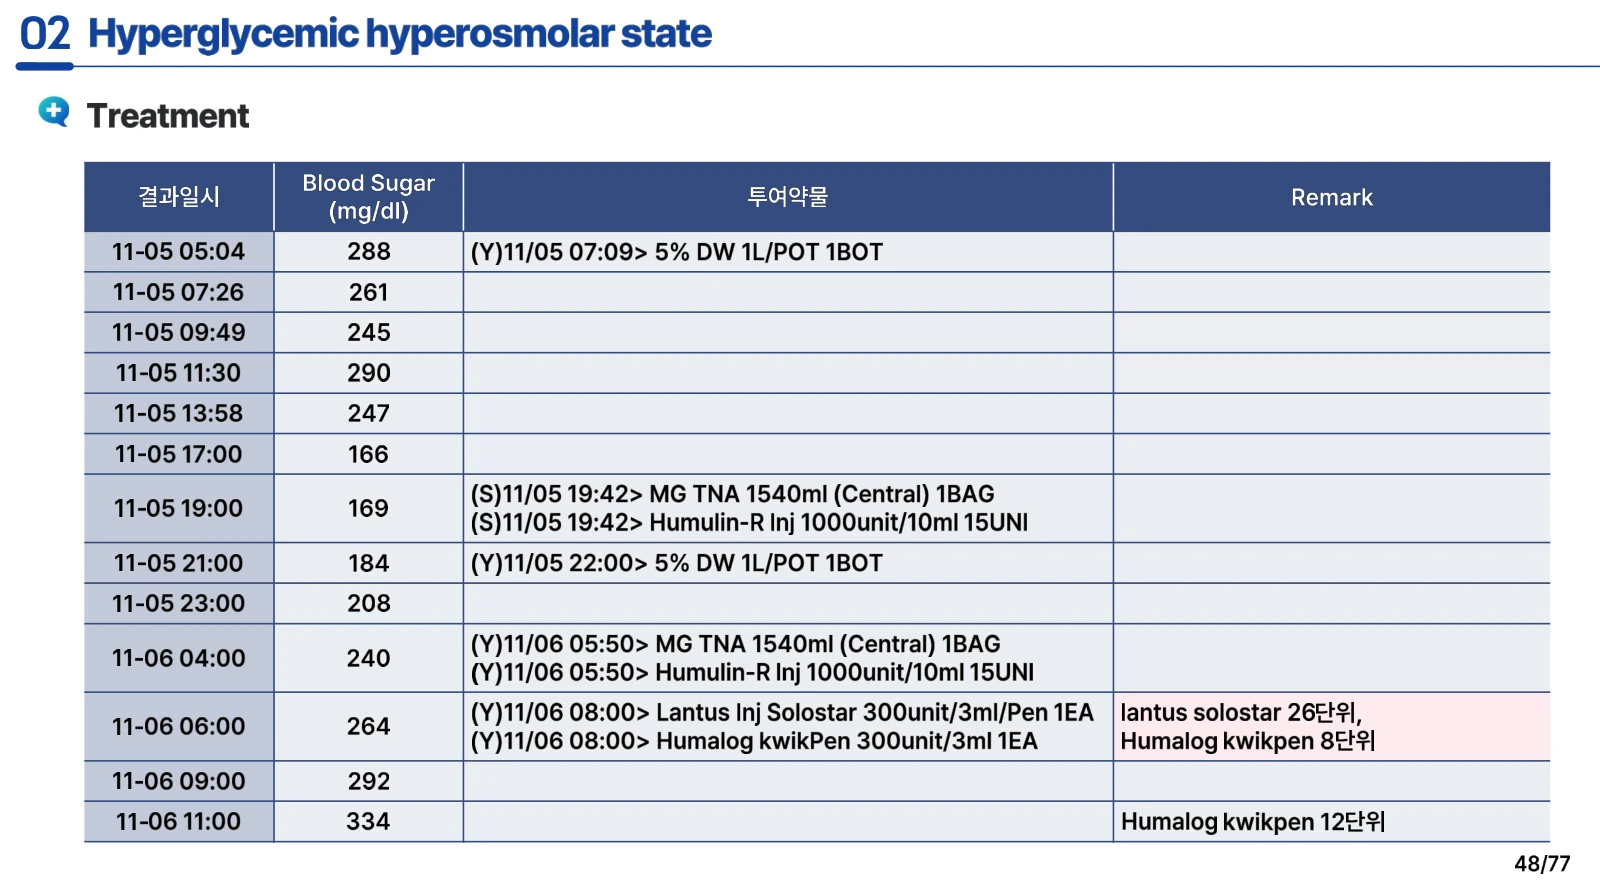 02 Hyperglycemic hyperosmolar state
Treatment
결과일시 Blood Sugar (mg/dl) 투여약물 Remark
11-05 05:04 288 (Y)11/05 07:09> 5% DW 1L/POT 1BOT
11-05 07:26 261
11-05 09:49 245
11-05 11:30 290
11-05 13:58 247
11-05 17:00 166
11-05 19:00 169 (S)11/05 19:42> MG TNA 1540ml (Central) 1BAG
(S)11/05 19:42> Humulin-R Inj 1000unit/10ml 15UNI
11-05 21:00 184 (Y)11/05 22:00> 5% DW 1L/POT 1BOT
11-05 23:00 208
11-06 04:00 240 (Y)11/06 05:50> MG TNA 1540ml (Central) 1BAG
(Y)11/06 05:50> Humulin-R Inj 1000unit/10ml 15UNI
11-06 06:00 264 (Y)11/06 08:00> Lantus Inj Solostar 300unit/3ml/Pen 1EA lantus solostar 26단위,
(Y)11/06 08:00> Humalog kwikPen 300unit/3ml 1EA Humalog kwikpen 8단위
11-06 09:00 292
11-06 11:00 334 Humalog kwikpen 12단위
48/77